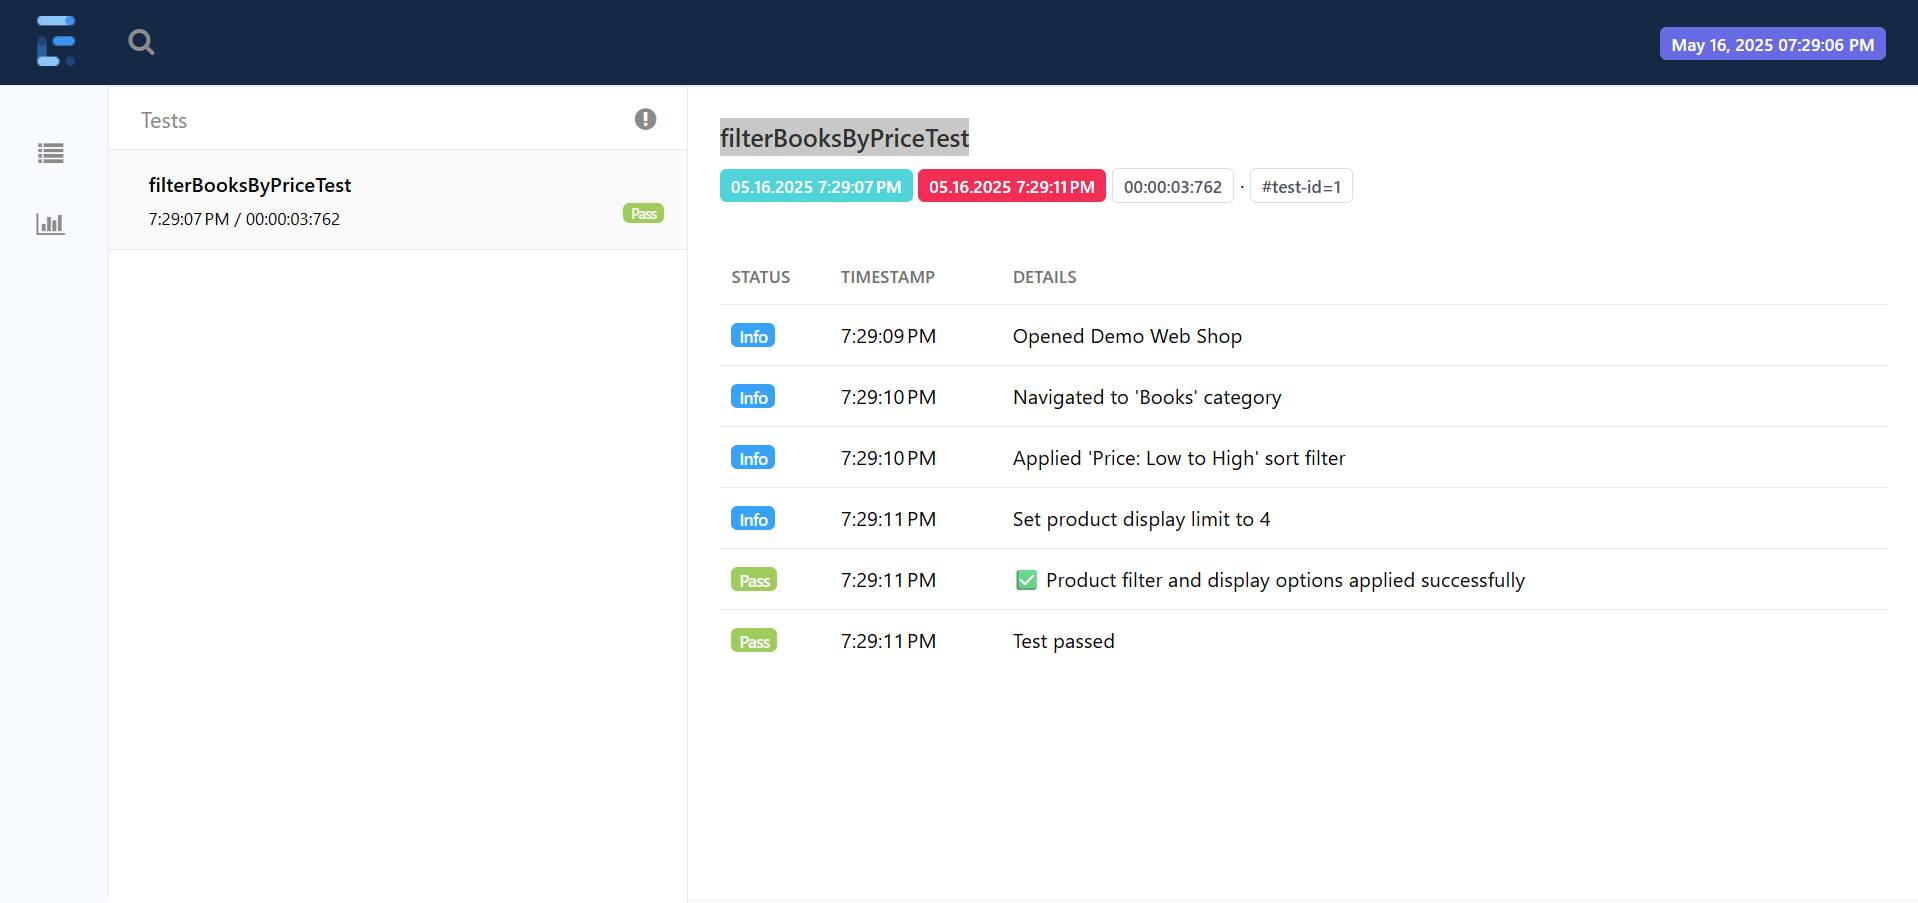 May 16, 2025 07:29:06 PM
Tests
filterBooksByPriceTest
7:29:07 PM / 00:00:03:762
Pass
filterBooksByPriceTest
05.16.2025 7:29:07 PM 05.16.2025 7:29:11 PM 00:00:03:762 · #test-id=1
STATUS TIMESTAMP DETAILS
Info 7:29:09 PM Opened Demo Web Shop
Info 7:29:10 PM Navigated to 'Books' category
Info 7:29:10 PM Applied 'Price: Low to High' sort filter
Info 7:29:11 PM Set product display limit to 4
Pass 7:29:11 PM ✅ Product filter and display options applied successfully
Pass 7:29:11 PM Test passed